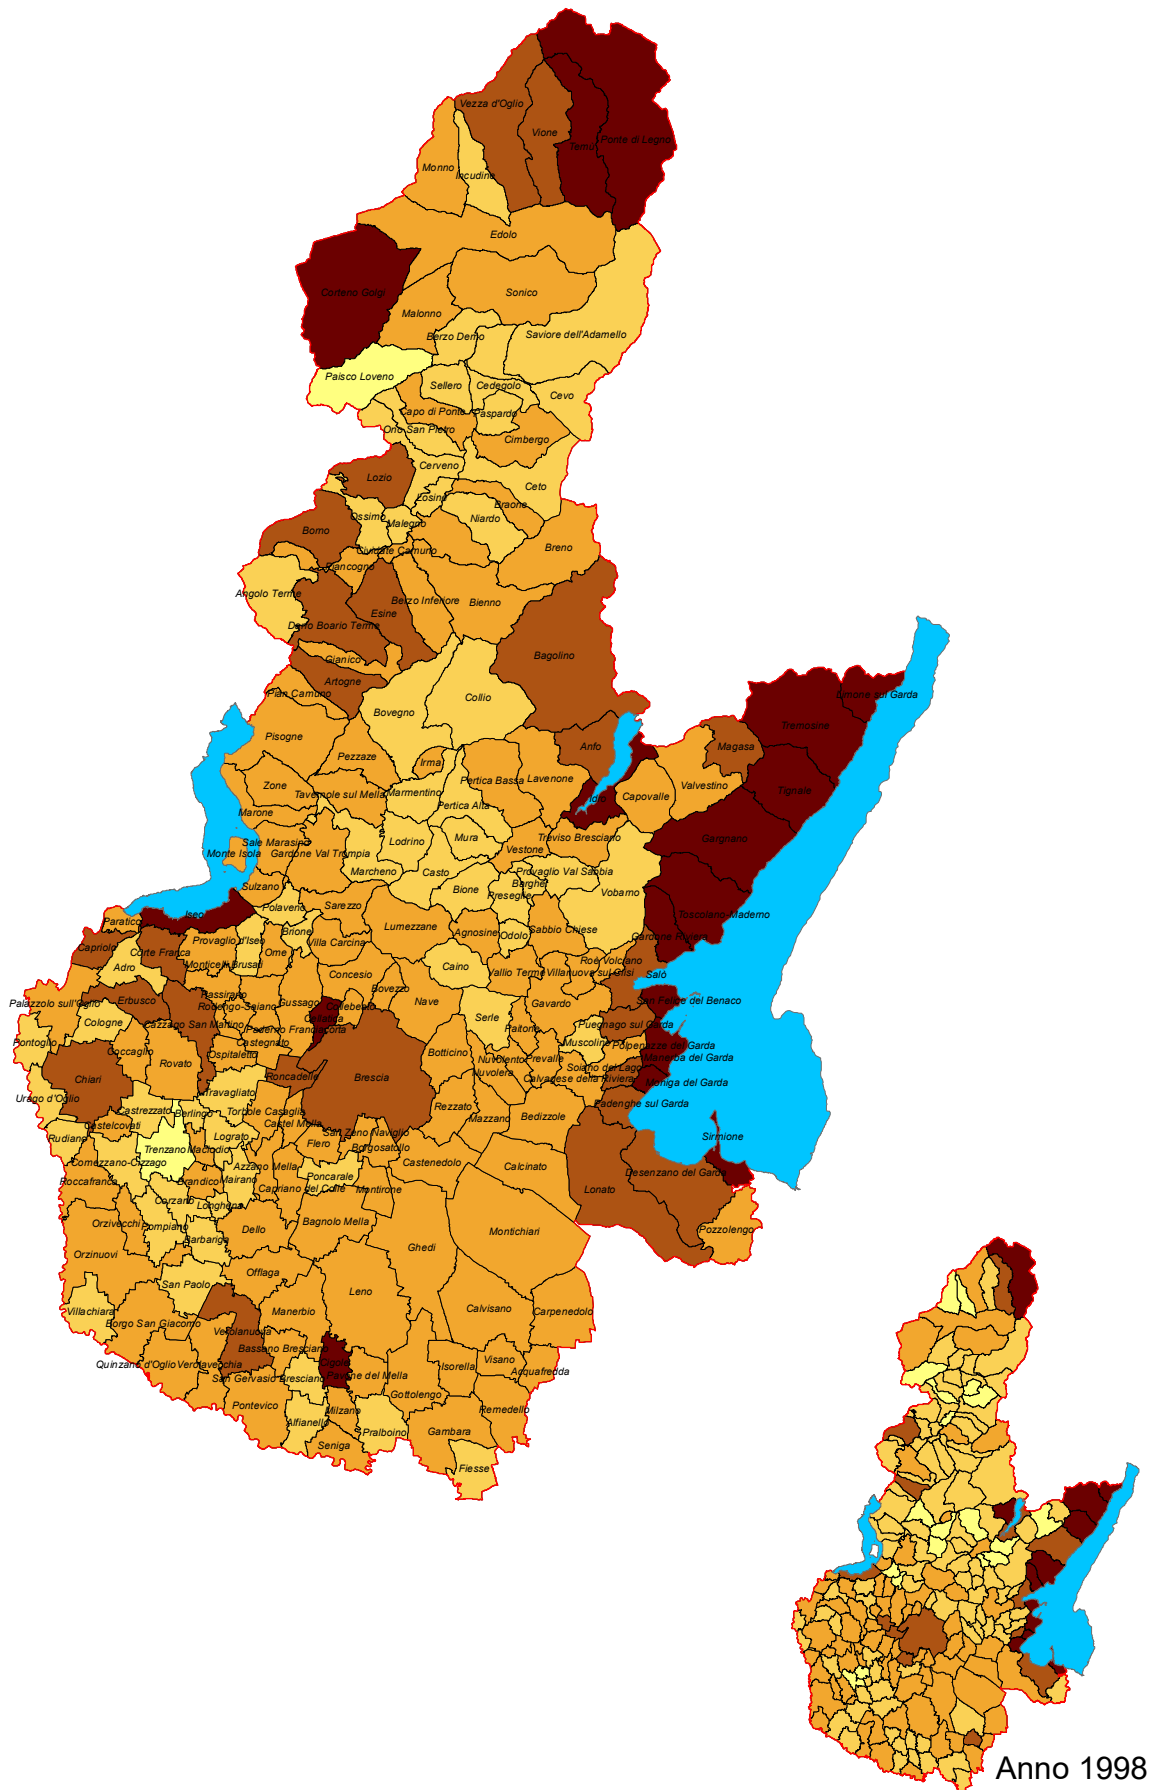 Vezza d'Oglio
Vione
Temù
Ponte di Legno
Monno
Incudine
Edolo
Corteno Golgi
Sonico
Malonno
Berzo Demo
Saviore dell'Adamello
Paisco Loveno
Sellero
Cedegolo
Cevo
Capo di Ponte
Paspardo
Ono San Pietro
Cimbergo
Cerveno
Lozio
Losine
Ceto
Braone
Ossimo
Malegno
Niardo
Borno
Cividate Camuno
Breno
Piancogno
Angolo Terme
Esine
Berzo Inferiore
Bienno
Darfo Boario Terme
Gianico
Bagolino
Artogne
Pian Camuno
Collio
Limone sul Garda
Bovegno
Tremosine
Pisogne
Anfo
Magasa
Pezzaze
Irma
Zone
Pertica Bassa
Lavenone
Valvestino
Tavernole sul Mella
Marmentino
Idro
Capovalle
Tignale
Marone
Pertica Alta
Sale Marasino
Lodrino
Mura
Treviso Bresciano
Gargnano
Monte Isola
Gardone Val Trompia
Vestone
Marcheno
Casto
Provaglio Val Sabbia
Sulzano
Bione
Barghe
Preseglie
Vobarno
Polaveno
Sarezzo
Iseo
Toscolano-Maderno
Paratico
Brione
Lumezzane
Agnosine
Odolo
Sabbio Chiese
Gardone Riviera
Capriolo
Corte Franca
Provaglio d'Iseo
Ome
Villa Carcina
Adro
Monticelli Brusati
Concesio
Caino
Vallio Terme
Villanuova sul Clisi
Roè Volciano
Salò
Palazzolo sull'Oglio
Erbusco
Passirano
Rodengo-Saiano
Gussago
Cellatica
Collebeato
Bovezzo
Nave
Gavardo
San Felice del Benaco
Cologne
Cazzago San Martino
Paderno Franciacorta
Serle
Paitone
Puegnago sul Garda
Pontoglio
Coccaglio
Rovato
Ospitaletto
Castegnato
Botticino
Nuvolento
Prevalle
Muscoline
Polpenazze del Garda
Manerba del Garda
Soiano del Lago
Chiari
Roncadelle
Brescia
Nuvolera
Calvagese della Riviera
Moniga del Garda
Urago d'Oglio
Travagliato
Castrezzato
Berlingo
Torbole Casaglia
Castel Mella
Rezzato
Mazzano
Bedizzole
Padenghe sul Garda
Castelcovati
Rudiano
Lograto
San Zeno Naviglio
Flero
Borgosatollo
Sirmione
Trenzano
Maclodio
Comezzano-Cizzago
Azzano Mella
Castenedolo
Calcinato
Desenzano del Garda
Roccafranca
Brandico
Mairano
Capriano del Colle
Poncarale
Montirone
Lonato
Corzano
Longhena
Orzivecchi
Pompiano
Barbariga
Dello
Bagnolo Mella
Ghedi
Montichiari
Pozzolengo
Orzinuovi
Offlaga
San Paolo
Leno
Villachiara
Borgo San Giacomo
Verolanuova
Manerbio
Calvisano
Carpenedolo
Quinzano d'Oglio
Verolavecchia
Bassano Bresciano
Cigole
Pavone del Mella
Isorella
Visano
Acquafredda
San Gervasio Bresciano
Gottolengo
Pontevico
Alfianello
Milzano
Remedello
Seniga
Pralboino
Gambara
Fiesse
Anno 1998